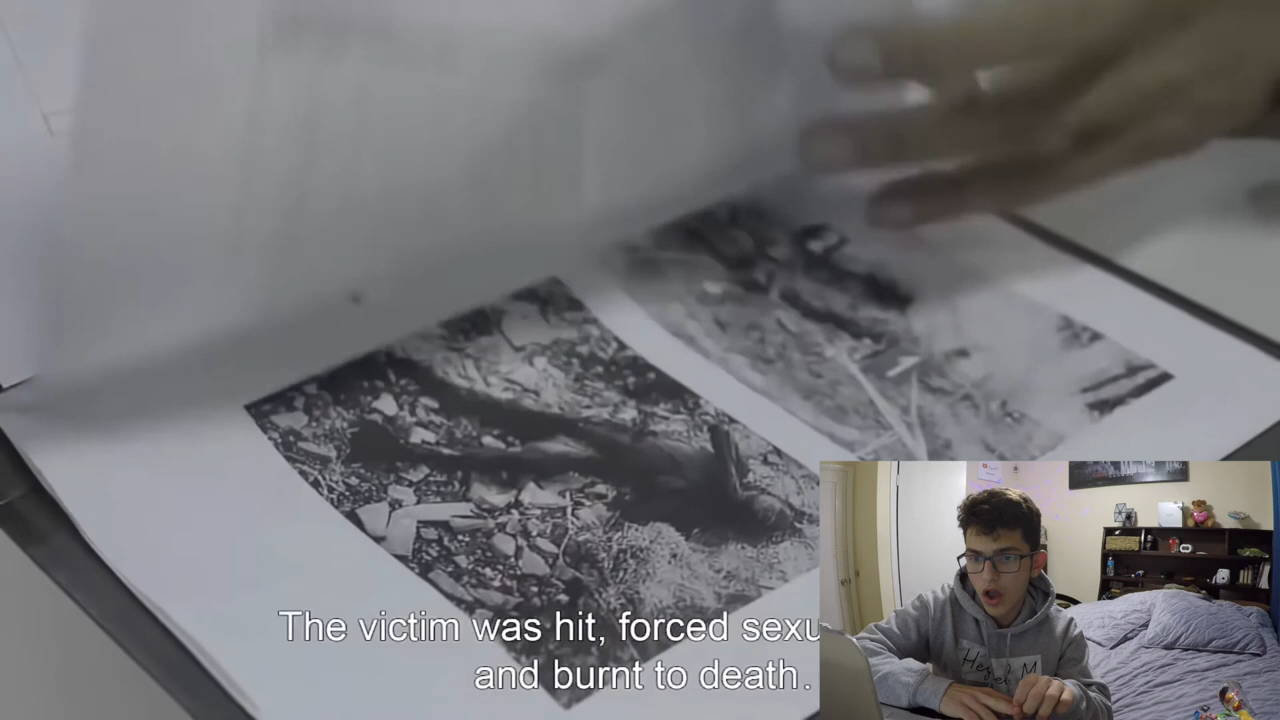 The victim was hit, forced sexu
and burnt to death.